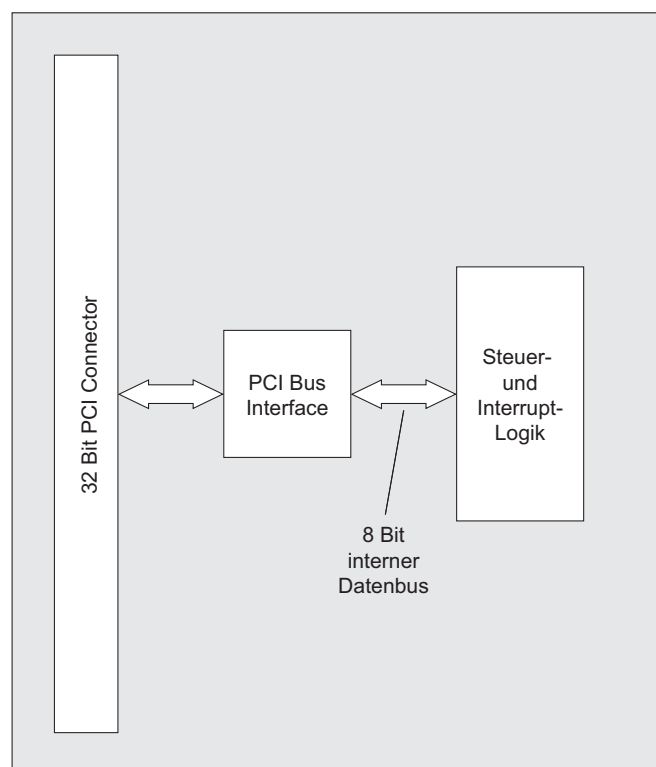 32 Bit PCI Connector
PCI Bus
Interface
Steuer-
und
Interrupt-
Logik
8 Bit
interner
Datenbus